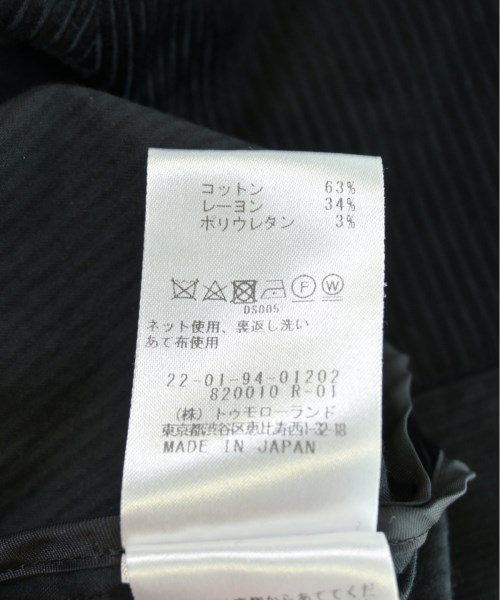 コットン 63%
レーヨン 34%
ポリウレタン 3%
F W
DS005
ネット使用、裏返し洗い
あて布使用
22-01-94-01202
820010 R-01
(株) トゥモローランド
東京都渋谷区恵比寿西1-32-18
MADE IN JAPAN